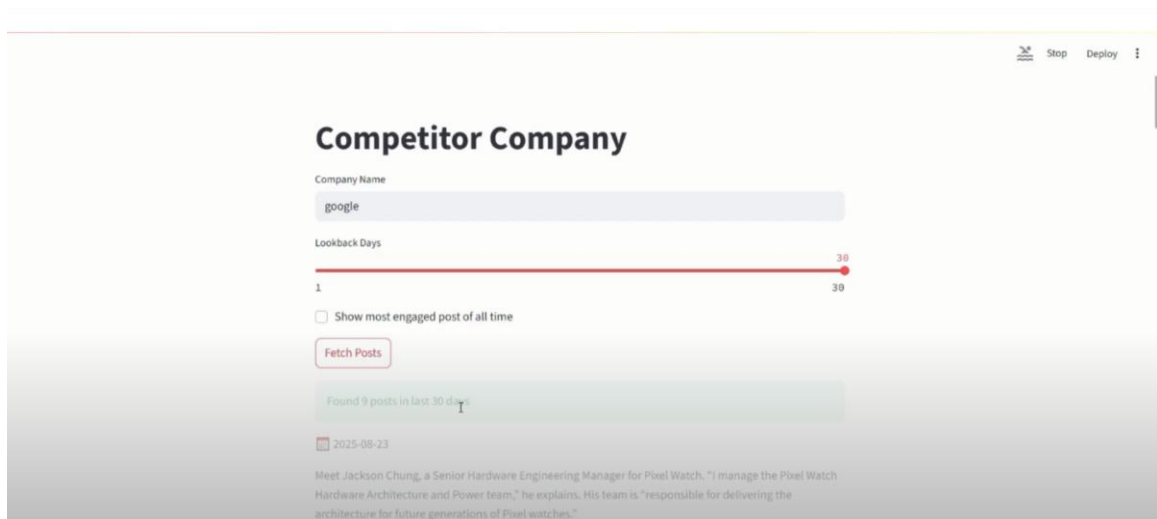 Stop Deploy
Competitor Company
Company Name
google
Lookback Days
30
1 30
Show most engaged post of all time
Fetch Posts
Found 9 posts in last 30 days
2025-08-23
Meet Jackson Chung, a Senior Hardware Engineering Manager for Pixel Watch. "I manage the Pixel Watch
Hardware Architecture and Power team," he explains. His team is "responsible for delivering the
architecture for future generations of Pixel watches."